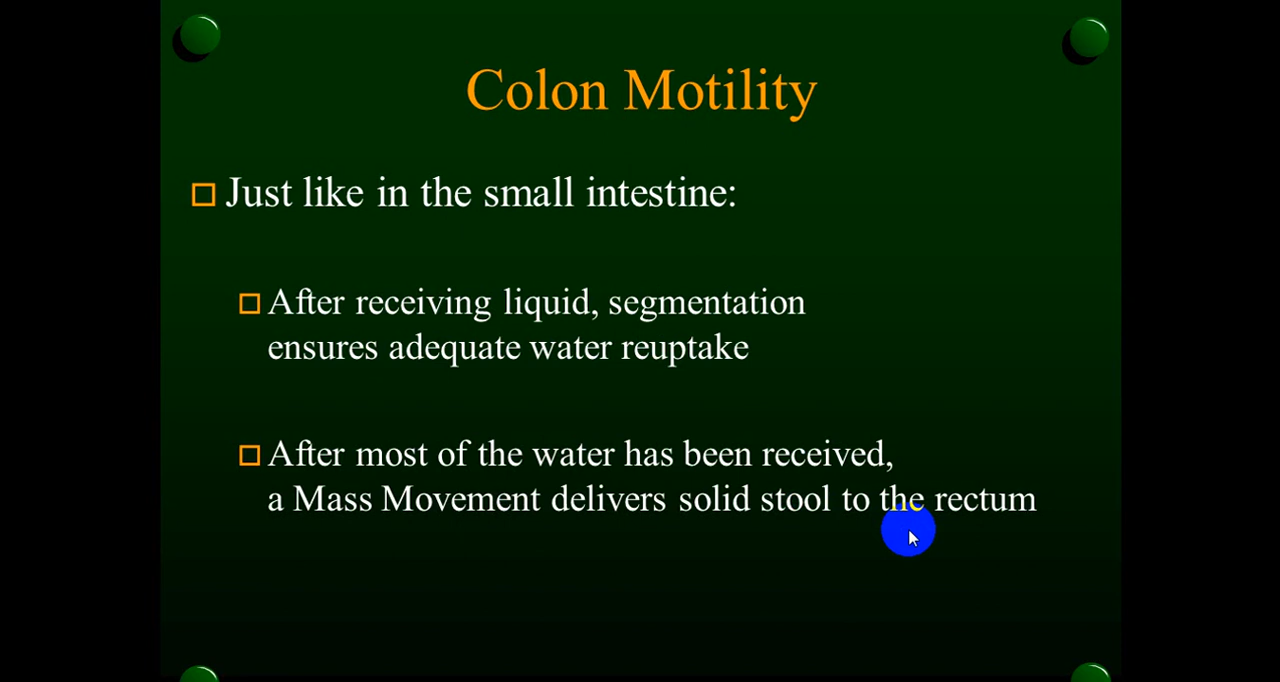 Colon Motility
Just like in the small intestine:
After receiving liquid, segmentation
ensures adequate water reuptake
After most of the water has been received,
a Mass Movement delivers solid stool to the rectum